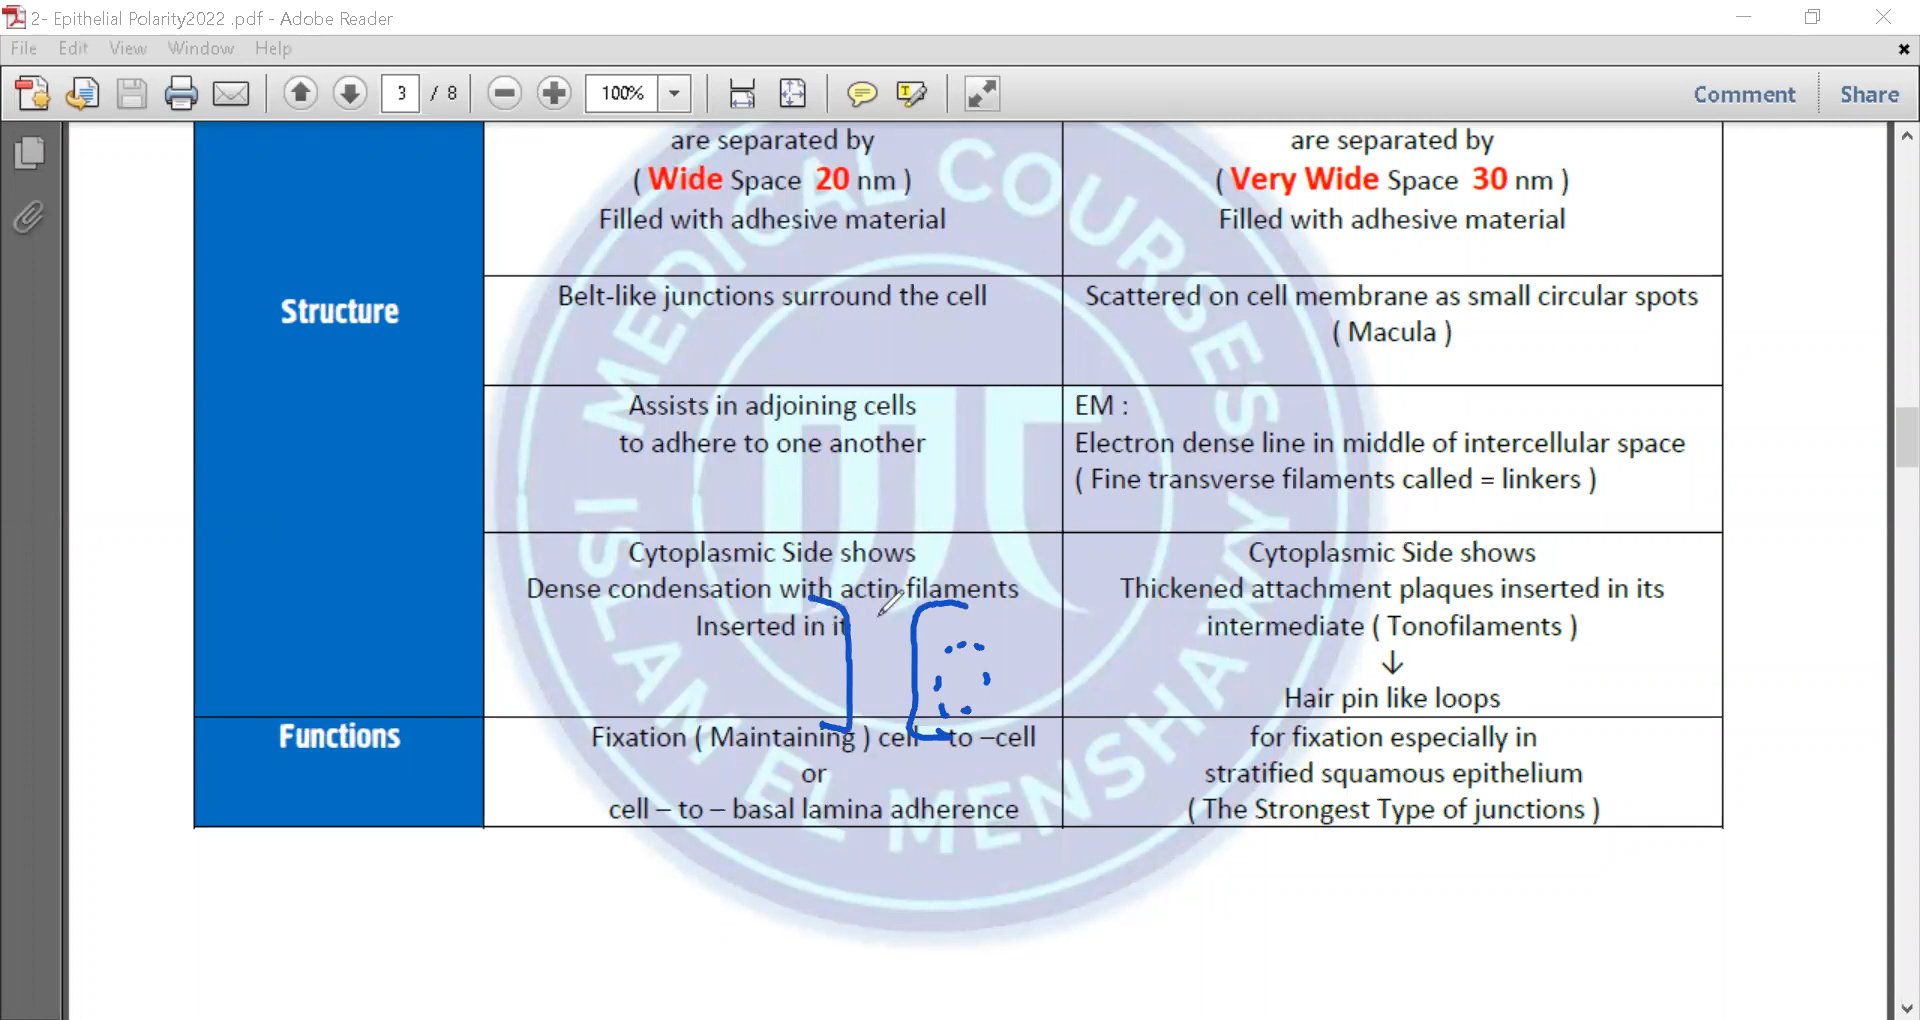 2- Epithelial Polarity2022 .pdf - Adobe Reader
File Edit View Window Help
3 / 8 100% Comment Share
Structure
are separated by
( Wide Space 20 nm )
Filled with adhesive material
are separated by
( Very Wide Space 30 nm )
Filled with adhesive material
Belt-like junctions surround the cell
Scattered on cell membrane as small circular spots
( Macula )
Assists in adjoining cells
to adhere to one another
EM :
Electron dense line in middle of intercellular space
( Fine transverse filaments called = linkers )
Cytoplasmic Side shows
Dense condensation with actin filaments
Inserted in it
Cytoplasmic Side shows
Thickened attachment plaques inserted in its
intermediate ( Tonofilaments )
↓
Hair pin like loops
Functions
Fixation ( Maintaining ) cell – to –cell
or
cell – to – basal lamina adherence
for fixation especially in
stratified squamous epithelium
( The Strongest Type of junctions )
MEDICAL COURSES
ISLAM EL MENSHAWY